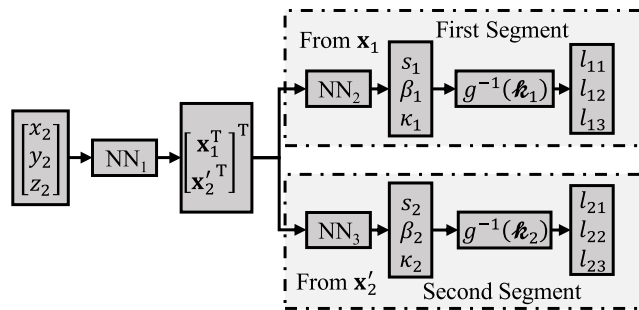 From x₁
First Segment
[x₂ y₂ z₂]
NN₁
[x₁ᵀ x₂′ᵀ]ᵀ
NN₂
s₁
β₁
κ₁
g⁻¹(𝓀₁)
l₁₁
l₁₂
l₁₃
NN₃
s₂
β₂
κ₂
g⁻¹(𝓀₂)
l₂₁
l₂₂
l₂₃
From x₂′
Second Segment